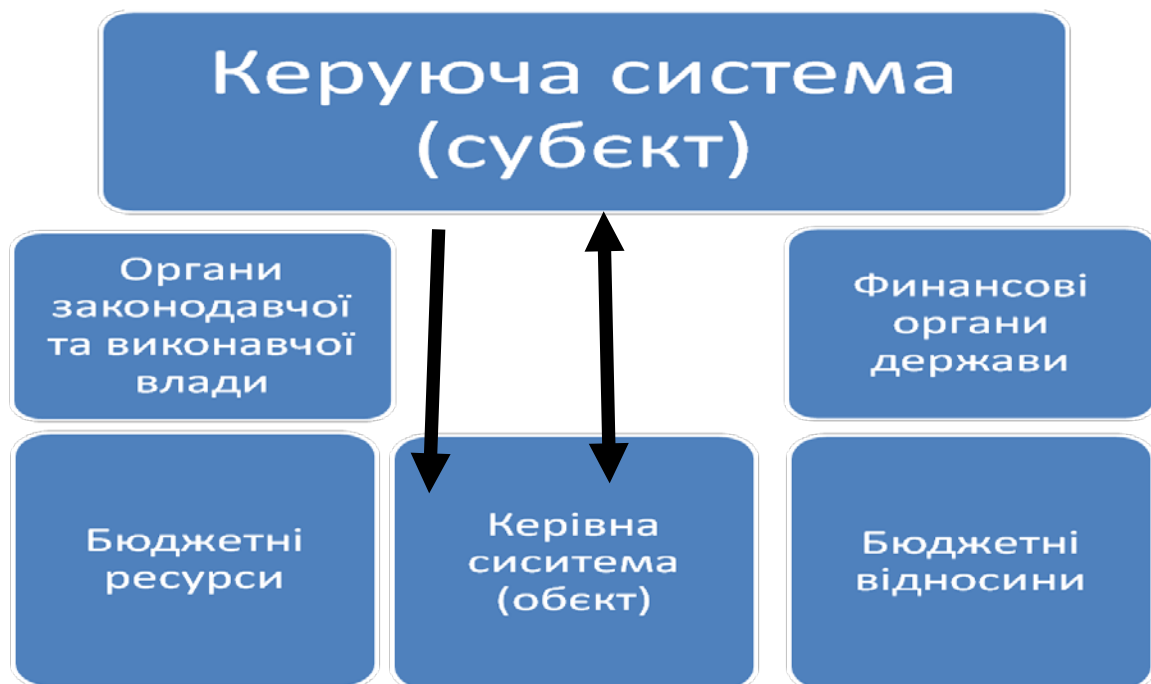 Керуюча система
(субєкт)
Органи
законодавчої
та виконавчої
влади
Финансові
органи
держави
Бюджетні
ресурси
Керівна
сиситема
(обєкт)
Бюджетні
відносини